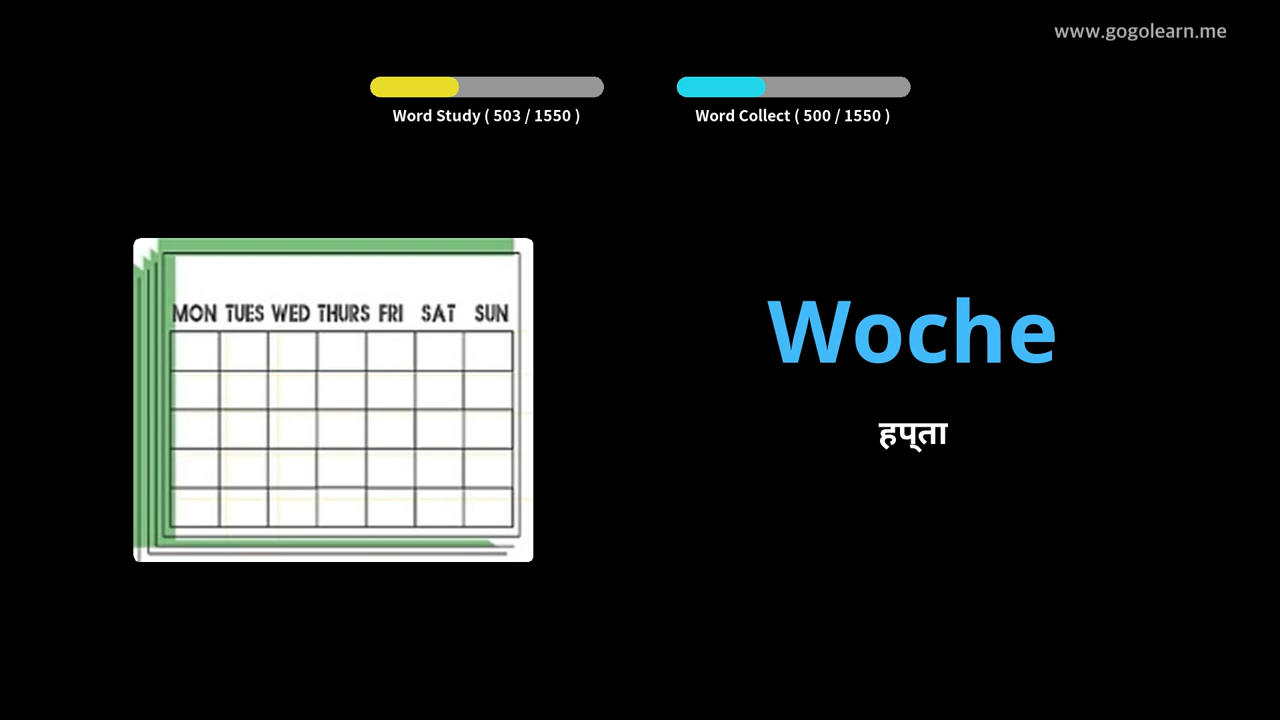 www.gogolearn.me
Word Study ( 503 / 1550 )
Word Collect ( 500 / 1550 )
MON TUES WED THURS FRI SAT SUN
Woche
हप्‌ता